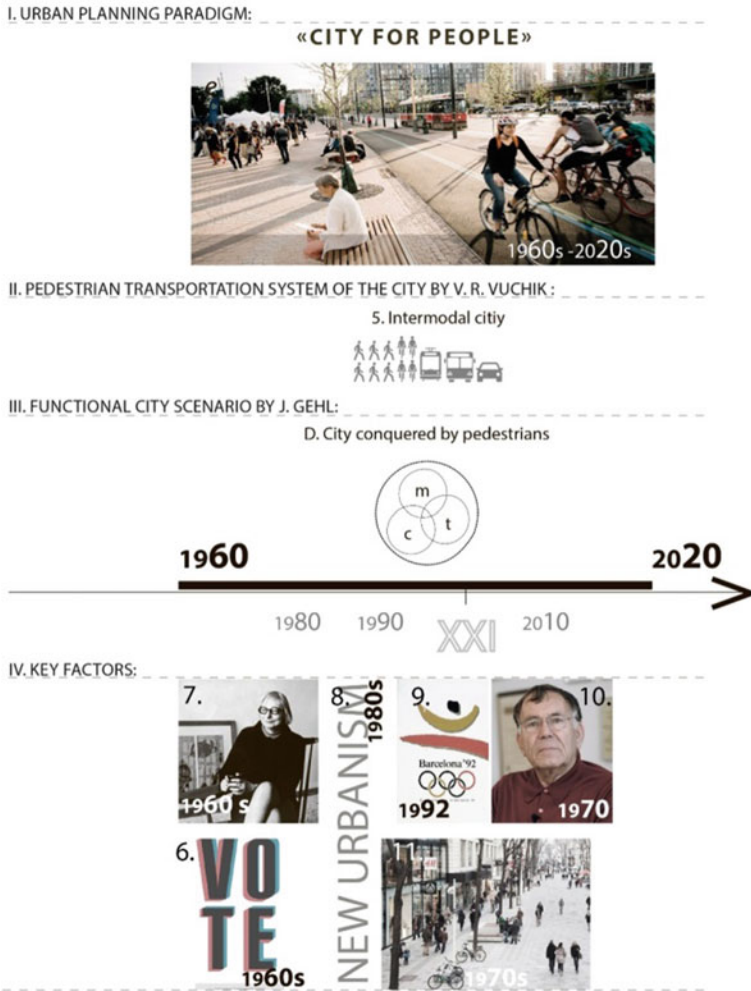 I. URBAN PLANNING PARADIGM:
«CITY FOR PEOPLE»
1960s -2020s
II. PEDESTRIAN TRANSPORTATION SYSTEM OF THE CITY BY V. R. VUCHIK :
5. Intermodal citiy
III. FUNCTIONAL CITY SCENARIO BY J. GEHL:
D. City conquered by pedestrians
m
c t
1960 2020
1980 1990 XXI 2010
IV. KEY FACTORS:
7.
1960 s
8.
1980s
NEW URBANISM
9.
Barcelona'92
1992
10.
1970
6.
VO
TE
1960s
11.
1970s